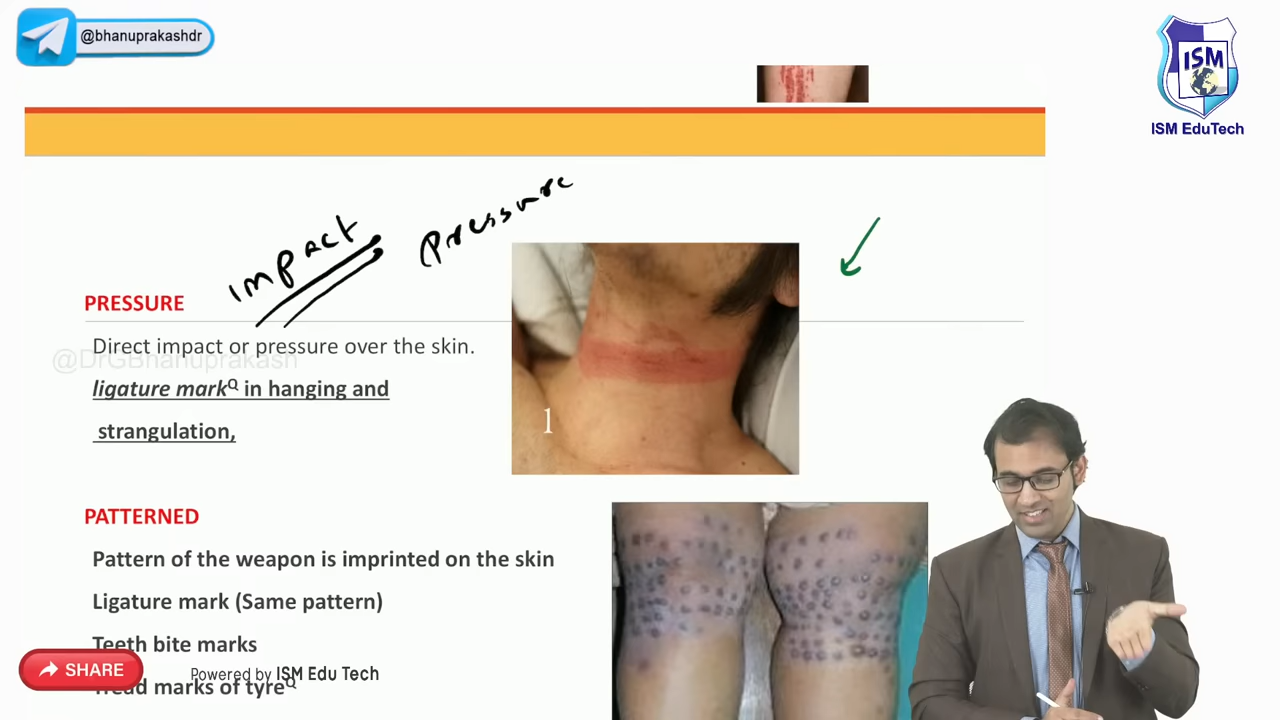 @bhanuprakashdr
ISM
ISM EduTech
Impact
Pressure
PRESSURE
Direct impact or pressure over the skin.
@DrGBhanuprakash
ligature markQ in hanging and
strangulation,
1
PATTERNED
Pattern of the weapon is imprinted on the skin
Ligature mark (Same pattern)
Teeth bite marks
SHARE
Powered by ISM Edu Tech
Tread marks of tyreQ